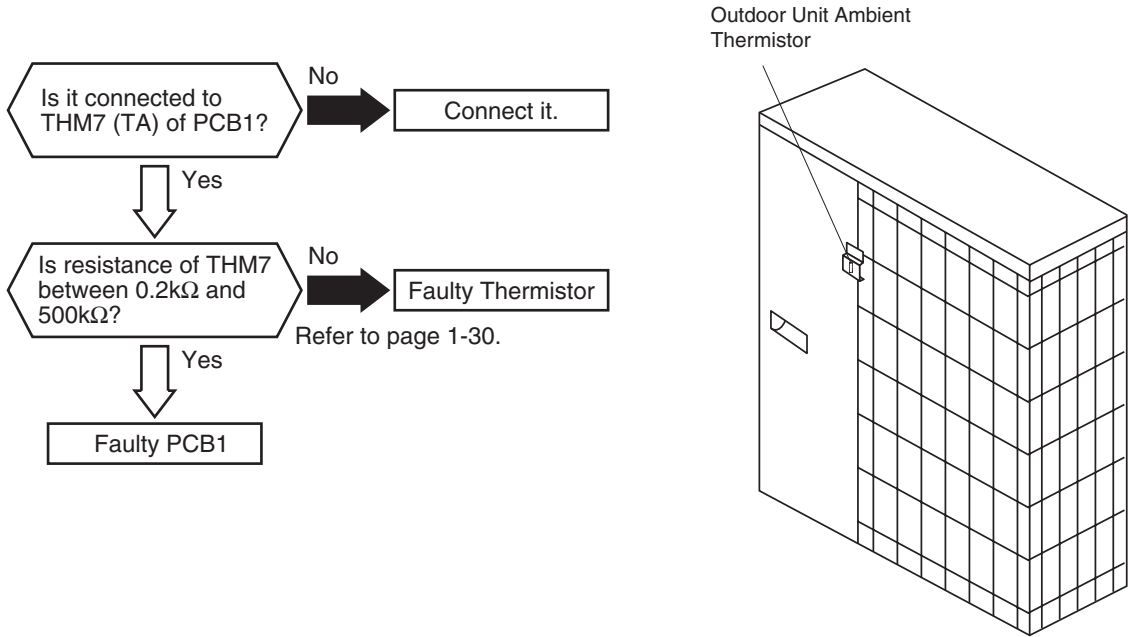 Outdoor Unit Ambient
Thermistor
No
Is it connected to
THM7 (TA) of PCB1?
Connect it.
Yes
No
Is resistance of THM7
between 0.2kΩ and
500kΩ?
Faulty Thermistor
Refer to page 1-30.
Yes
Faulty PCB1